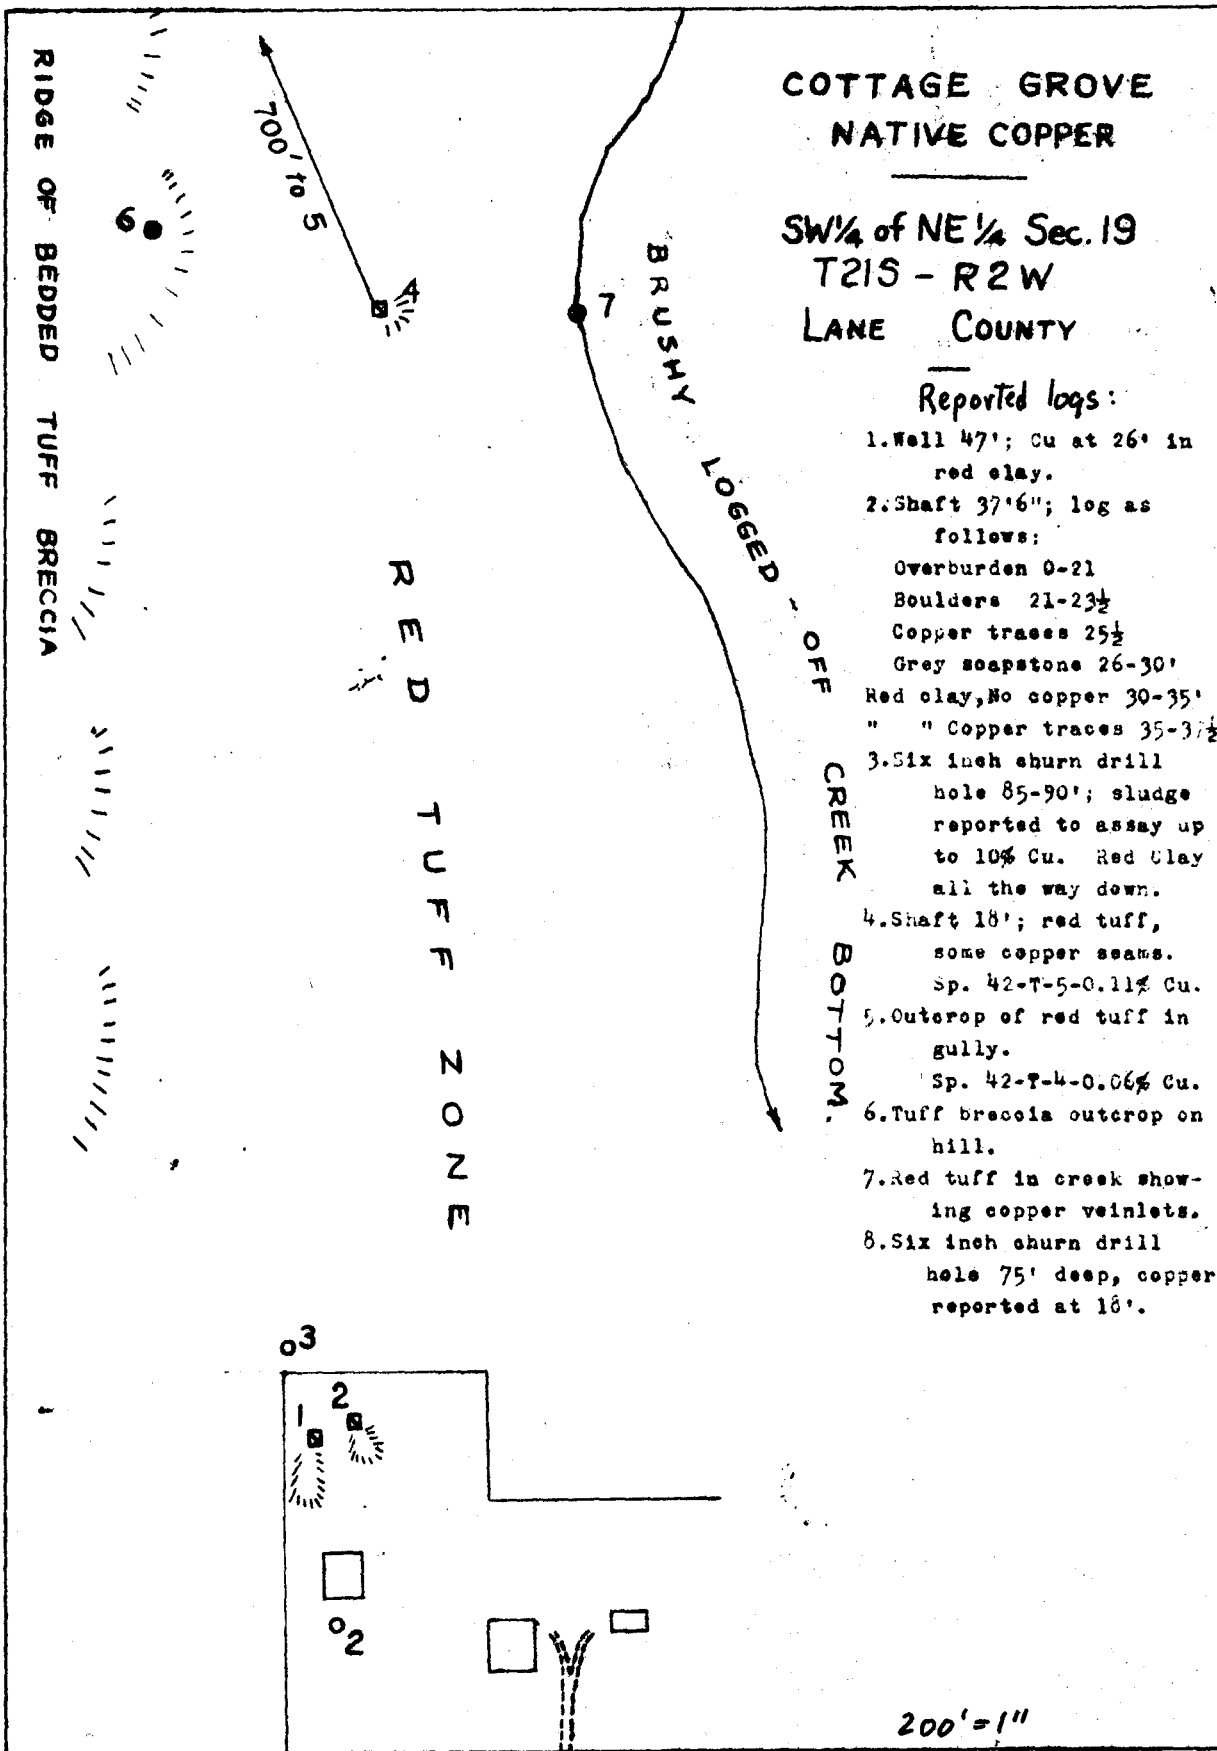 COTTAGE GROVE
NATIVE COPPER
SW¼ of NE¼ Sec. 19
T21S - R2W
LANE COUNTY
Reported logs:
1. Well 47'; Cu at 26' in
red clay.
2. Shaft 37'6"; log as
follows:
Overburden 0-21
Boulders 21-23½
Copper traces 25½
Grey soapstone 26-30'
Red clay, No copper 30-35'
" " Copper traces 35-37½
3. Six inch churn drill
hole 85-90'; sludge
reported to assay up
to 10% Cu. Red Clay
all the way down.
4. Shaft 18'; red tuff,
some copper seams.
Sp. 42-T-5-0.11% Cu.
5. Outcrop of red tuff in
gully.
Sp. 42-T-4-0.06% Cu.
6. Tuff breccia outcrop on
hill.
7. Red tuff in creek show-
ing copper veinlets.
8. Six inch churn drill
hole 75' deep, copper
reported at 18'.
RIDGE OF BEDDED TUFF BRECCIA
700' to 5
6
4
7
BRUSHY LOGGED-OFF CREEK BOTTOM.
RED TUFF ZONE
3
1
2
2
200'=1"